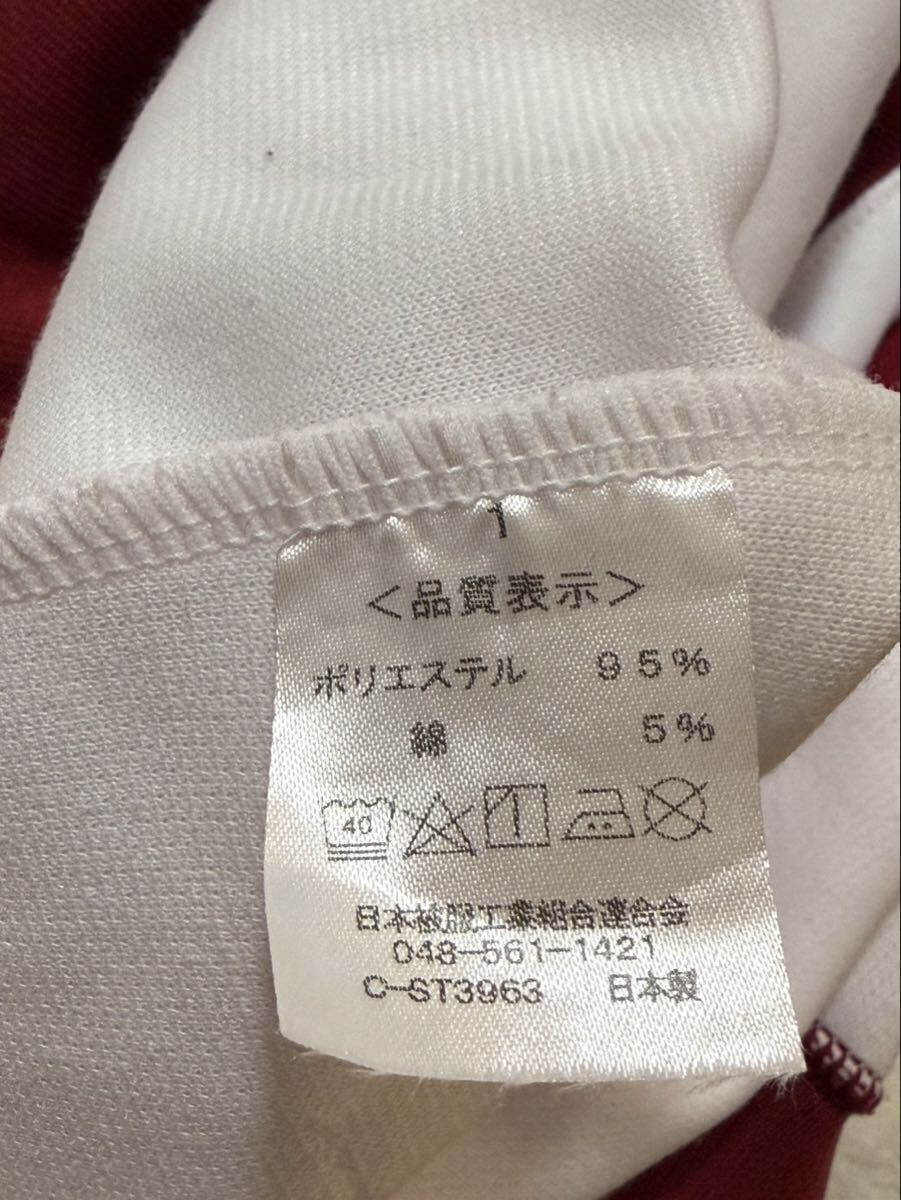 1
<品質表示>
ポリエステル 95%
綿 5%
40
日本被服工業組合連合会
048-561-1421
C-ST3963 日本製